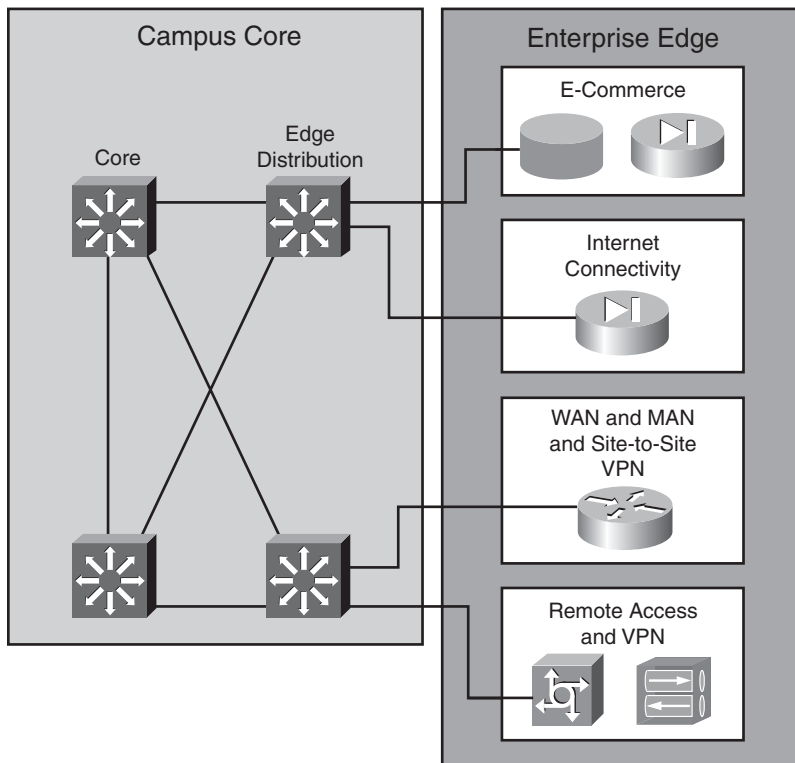 Campus Core
Core
Edge
Distribution
Enterprise Edge
E-Commerce
Internet
Connectivity
WAN and MAN
and Site-to-Site
VPN
Remote Access
and VPN